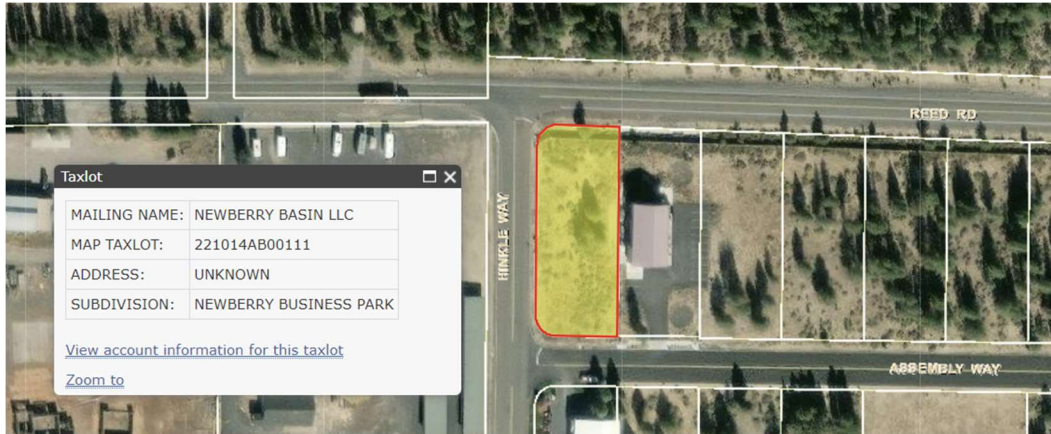 REED RD
Taxlot
MAILING NAME: NEWBERRY BASIN LLC
MAP TAXLOT: 221014AB00111
ADDRESS: UNKNOWN
SUBDIVISION: NEWBERRY BUSINESS PARK
View account information for this taxlot
Zoom to
HINKLE WAY
ASSEMBLY WAY